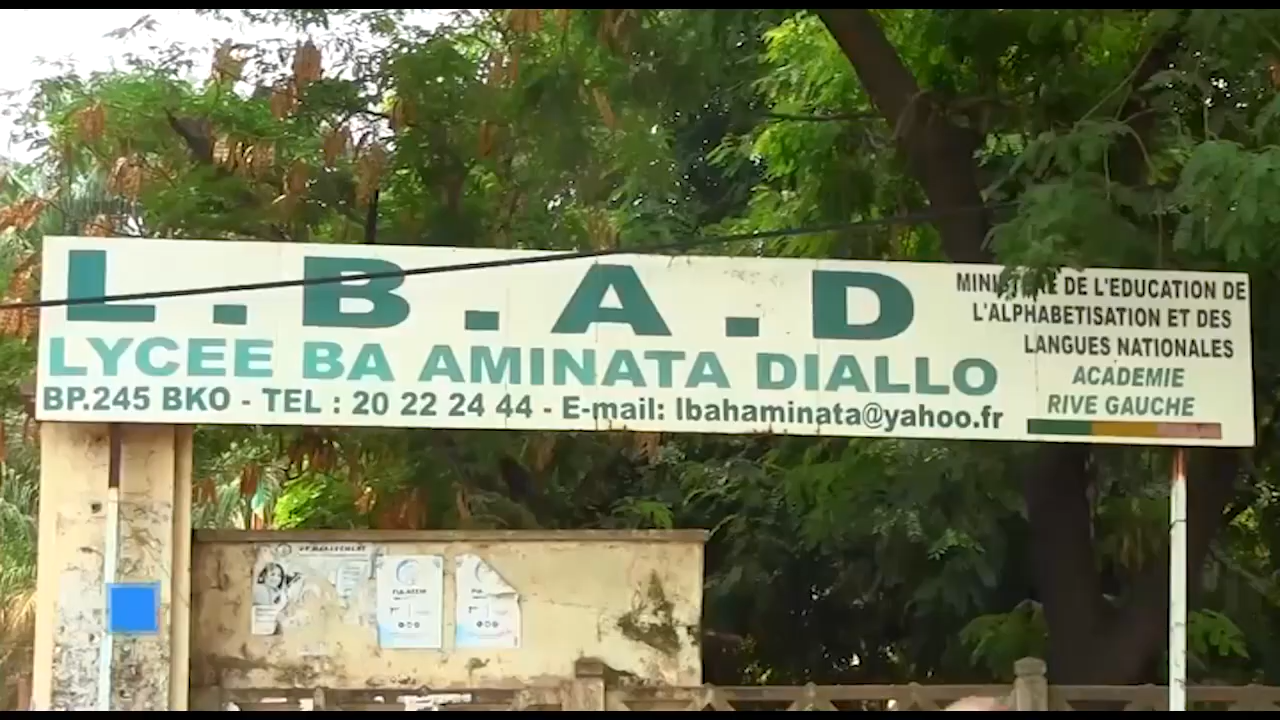 L.B.A.D
LYCEE BA AMINATA DIALLO
BP.245 BKO - TEL : 20 22 24 44 - E-mail: lbahaminata@yahoo.fr
MINISTERE DE L'EDUCATION DE
L'ALPHABETISATION ET DES
LANGUES NATIONALES
ACADEMIE
RIVE GAUCHE